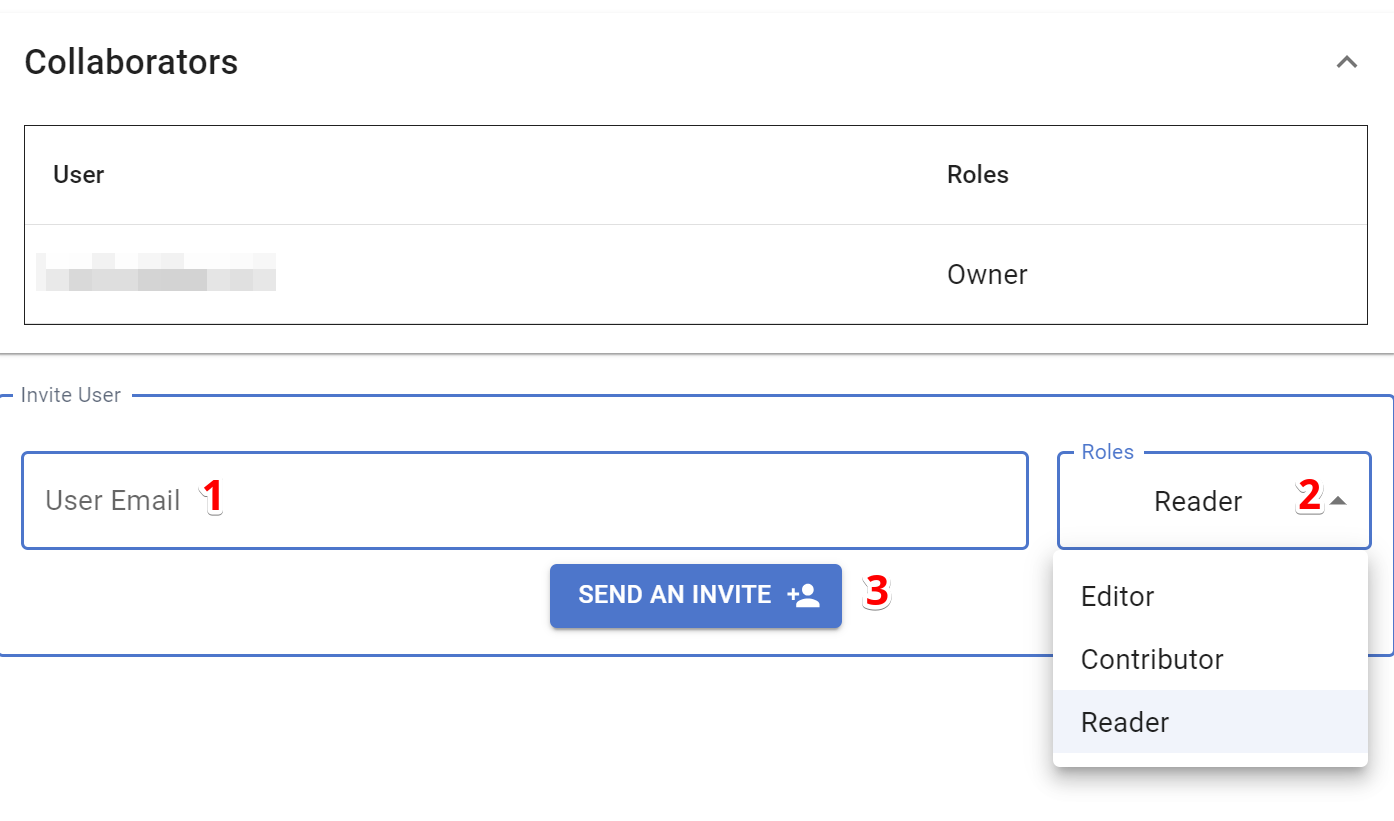 Collaborators
User Roles
Owner
Invite User
User Email 1
Roles
Reader 2
SEND AN INVITE 3
Editor
Contributor
Reader